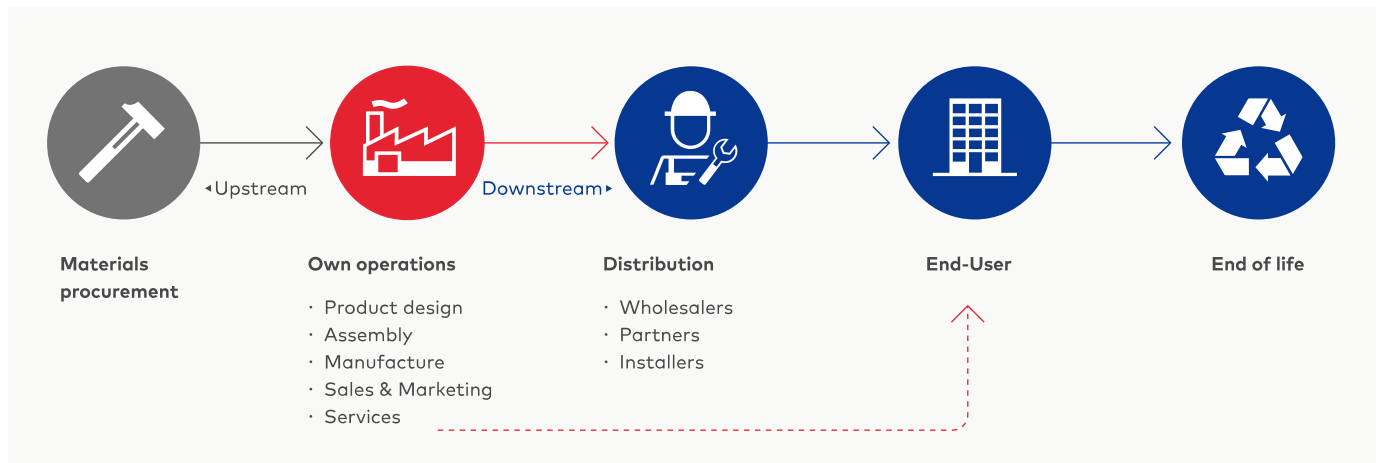 ◂Upstream
Downstream▸
Materials
procurement
Own operations
· Product design
· Assembly
· Manufacture
· Sales & Marketing
· Services
Distribution
· Wholesalers
· Partners
· Installers
End-User
End of life